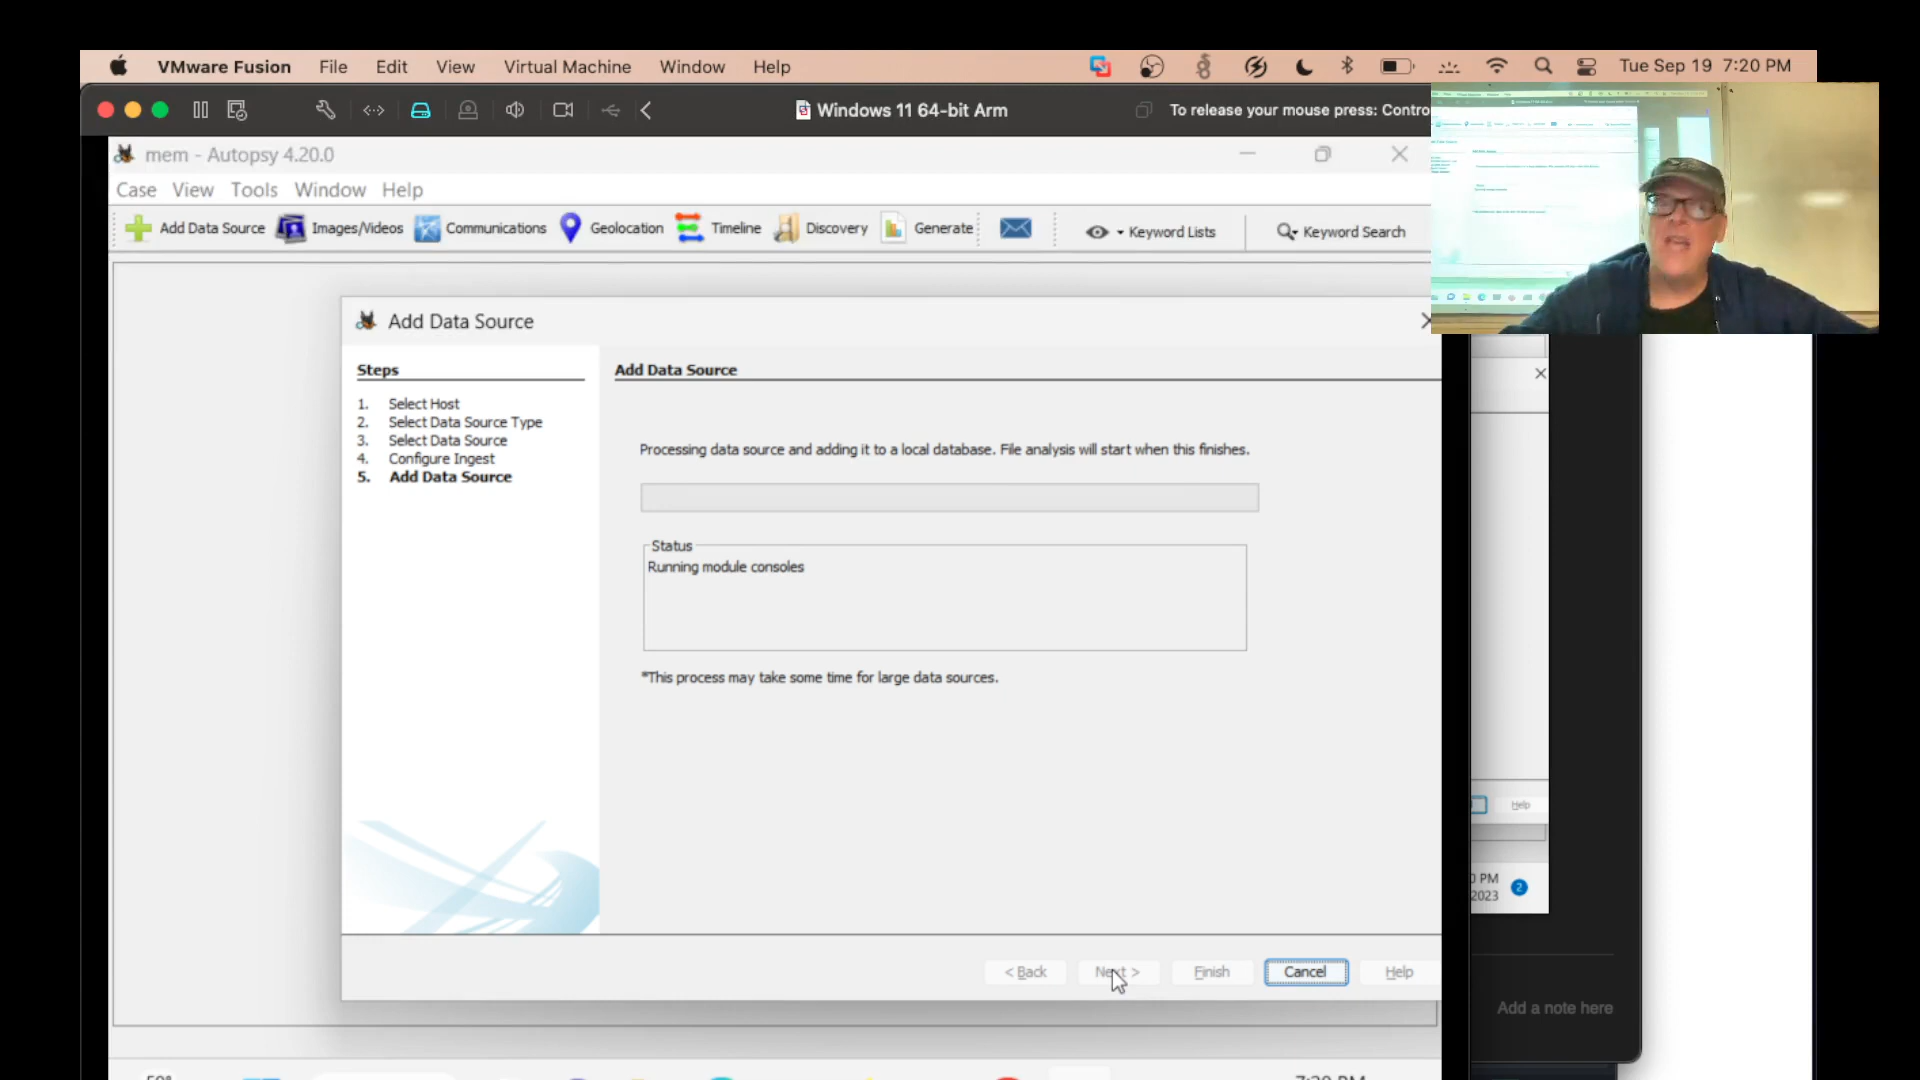 VMware Fusion File Edit View Virtual Machine Window Help Tue Sep 19 7:20 PM
Windows 11 64-bit Arm To release your mouse press: Contro
mem - Autopsy 4.20.0
Case View Tools Window Help
Add Data Source Images/Videos Communications Geolocation Timeline Discovery Generate Keyword Lists Keyword Search
Add Data Source
Steps
1. Select Host
2. Select Data Source Type
3. Select Data Source
4. Configure Ingest
5. Add Data Source
Add Data Source
Processing data source and adding it to a local database. File analysis will start when this finishes.
Status
Running module consoles
*This process may take some time for large data sources.
< Back Next > Finish Cancel Help
Help
0 PM
2023
2
Add a note here